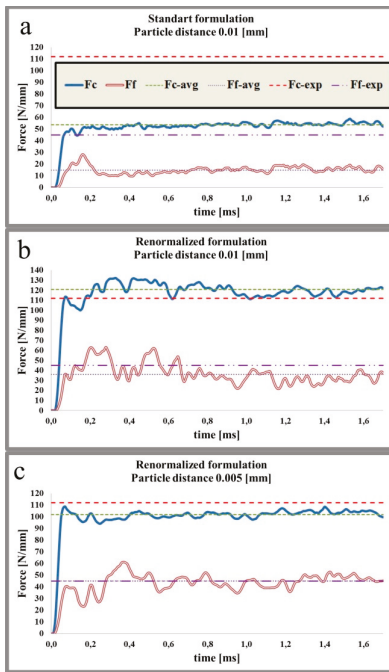 a
Standart formulation
Particle distance 0.01 [mm]
Force [N/mm]
120
110
100
90
80
70
60
50
40
30
20
10
0
Fc Ff Fc-avg Ff-avg Fc-exp Ff-exp
0,0 0,2 0,4 0,6 0,8 1,0 1,2 1,4 1,6
time [ms]
b
Renormalized formulation
Particle distance 0.01 [mm]
Force [N/mm]
140
130
120
110
100
90
80
70
60
50
40
30
20
10
0
0,0 0,2 0,4 0,6 0,8 1,0 1,2 1,4 1,6
time [ms]
c
Renormalized formulation
Particle distance 0.005 [mm]
Force [N/mm]
120
110
100
90
80
70
60
50
40
30
20
10
0
0,0 0,2 0,4 0,6 0,8 1,0 1,2 1,4 1,6
time [ms]